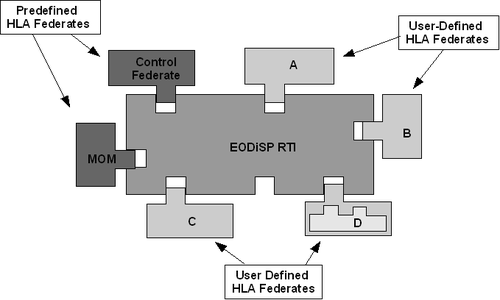 Predefined
HLA Federates
User-Defined
HLA Federates
Control
Federate
A
B
EODiSP RTI
MOM
C
D
User Defined
HLA Federates